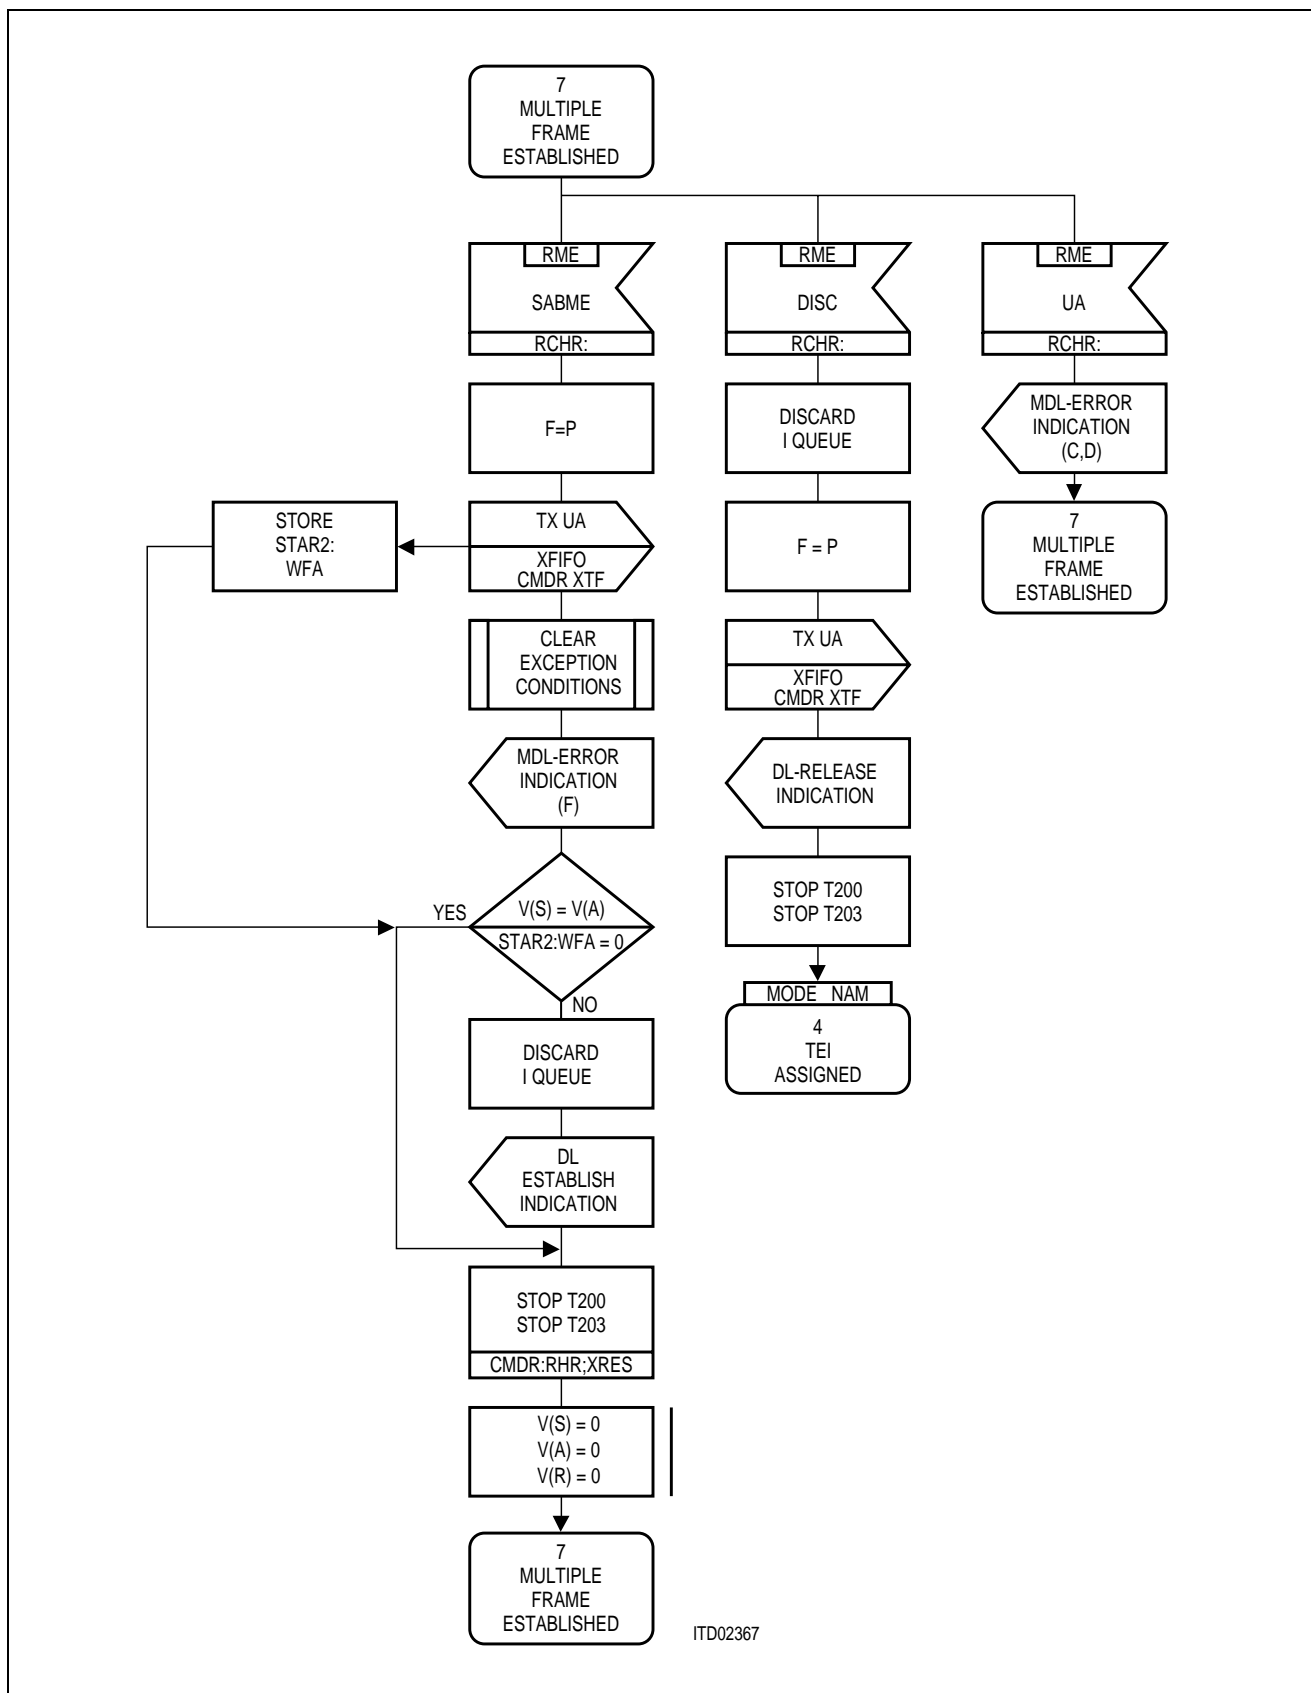 7
MULTIPLE
FRAME
ESTABLISHED
RME
SABME
RCHR:
F=P
TX UA
XFIFO
CMDR XTF
STORE
STAR2:
WFA
CLEAR
EXCEPTION
CONDITIONS
MDL-ERROR
INDICATION
(F)
V(S) = V(A)
STAR2:WFA = 0
YES
NO
DISCARD
I QUEUE
DL
ESTABLISH
INDICATION
STOP T200
STOP T203
CMDR:RHR;XRES
V(S) = 0
V(A) = 0
V(R) = 0
7
MULTIPLE
FRAME
ESTABLISHED
RME
DISC
RCHR:
DISCARD
I QUEUE
F = P
TX UA
XFIFO
CMDR XTF
DL-RELEASE
INDICATION
STOP T200
STOP T203
MODE NAM
4
TEI
ASSIGNED
RME
UA
RCHR:
MDL-ERROR
INDICATION
(C,D)
7
MULTIPLE
FRAME
ESTABLISHED
ITD02367